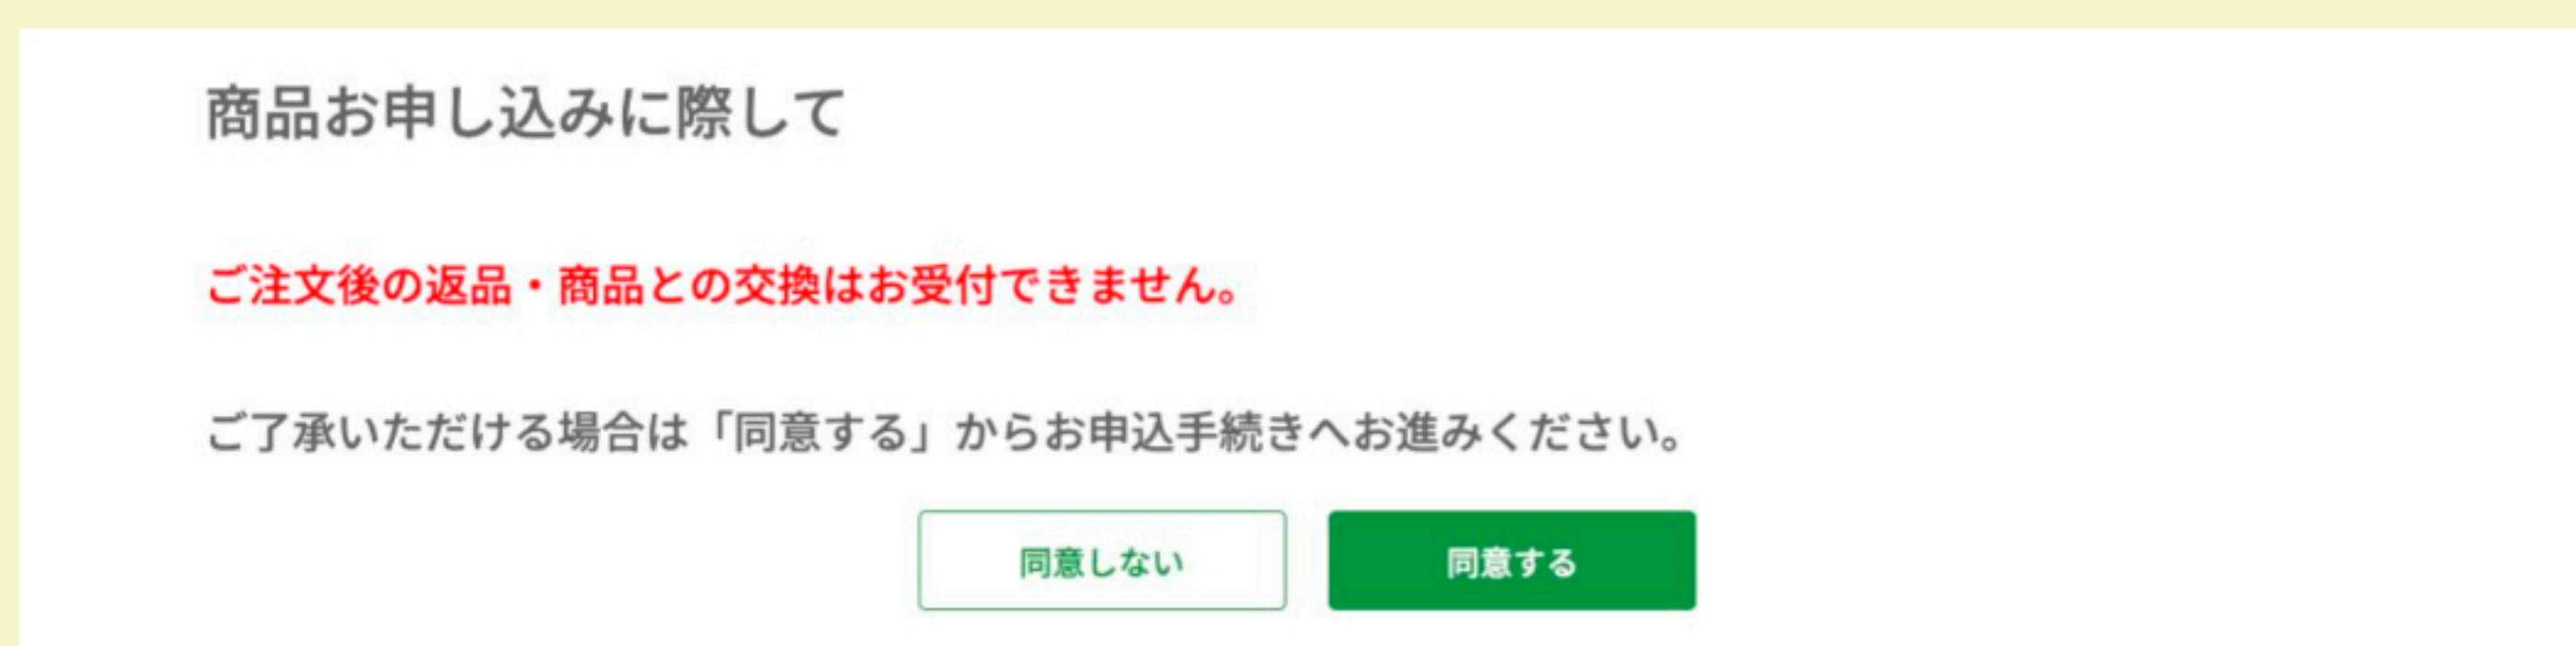 商品お申し込みに際して
ご注文後の返品・商品との交換はお受付できません。
ご了承いただける場合は「同意する」からお申込手続きへお進みください。
同意しない
同意する